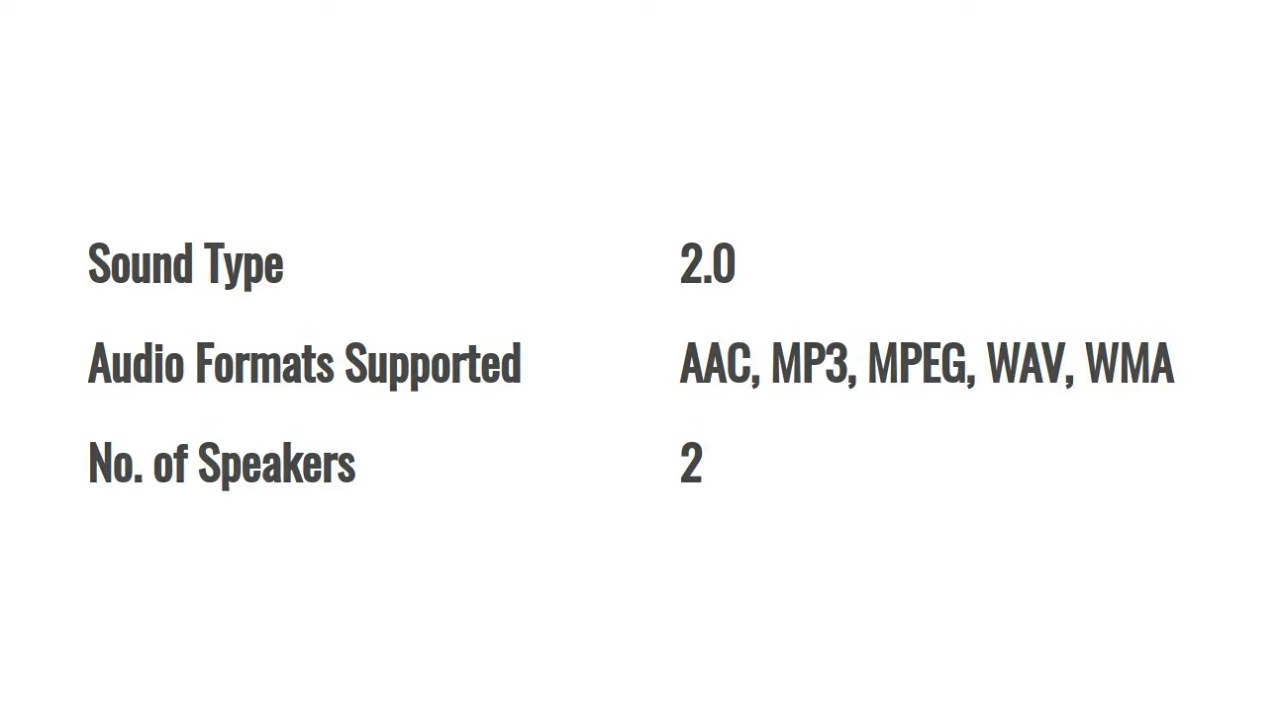 Sound Type 2.0
Audio Formats Supported AAC, MP3, MPEG, WAV, WMA
No. of Speakers 2